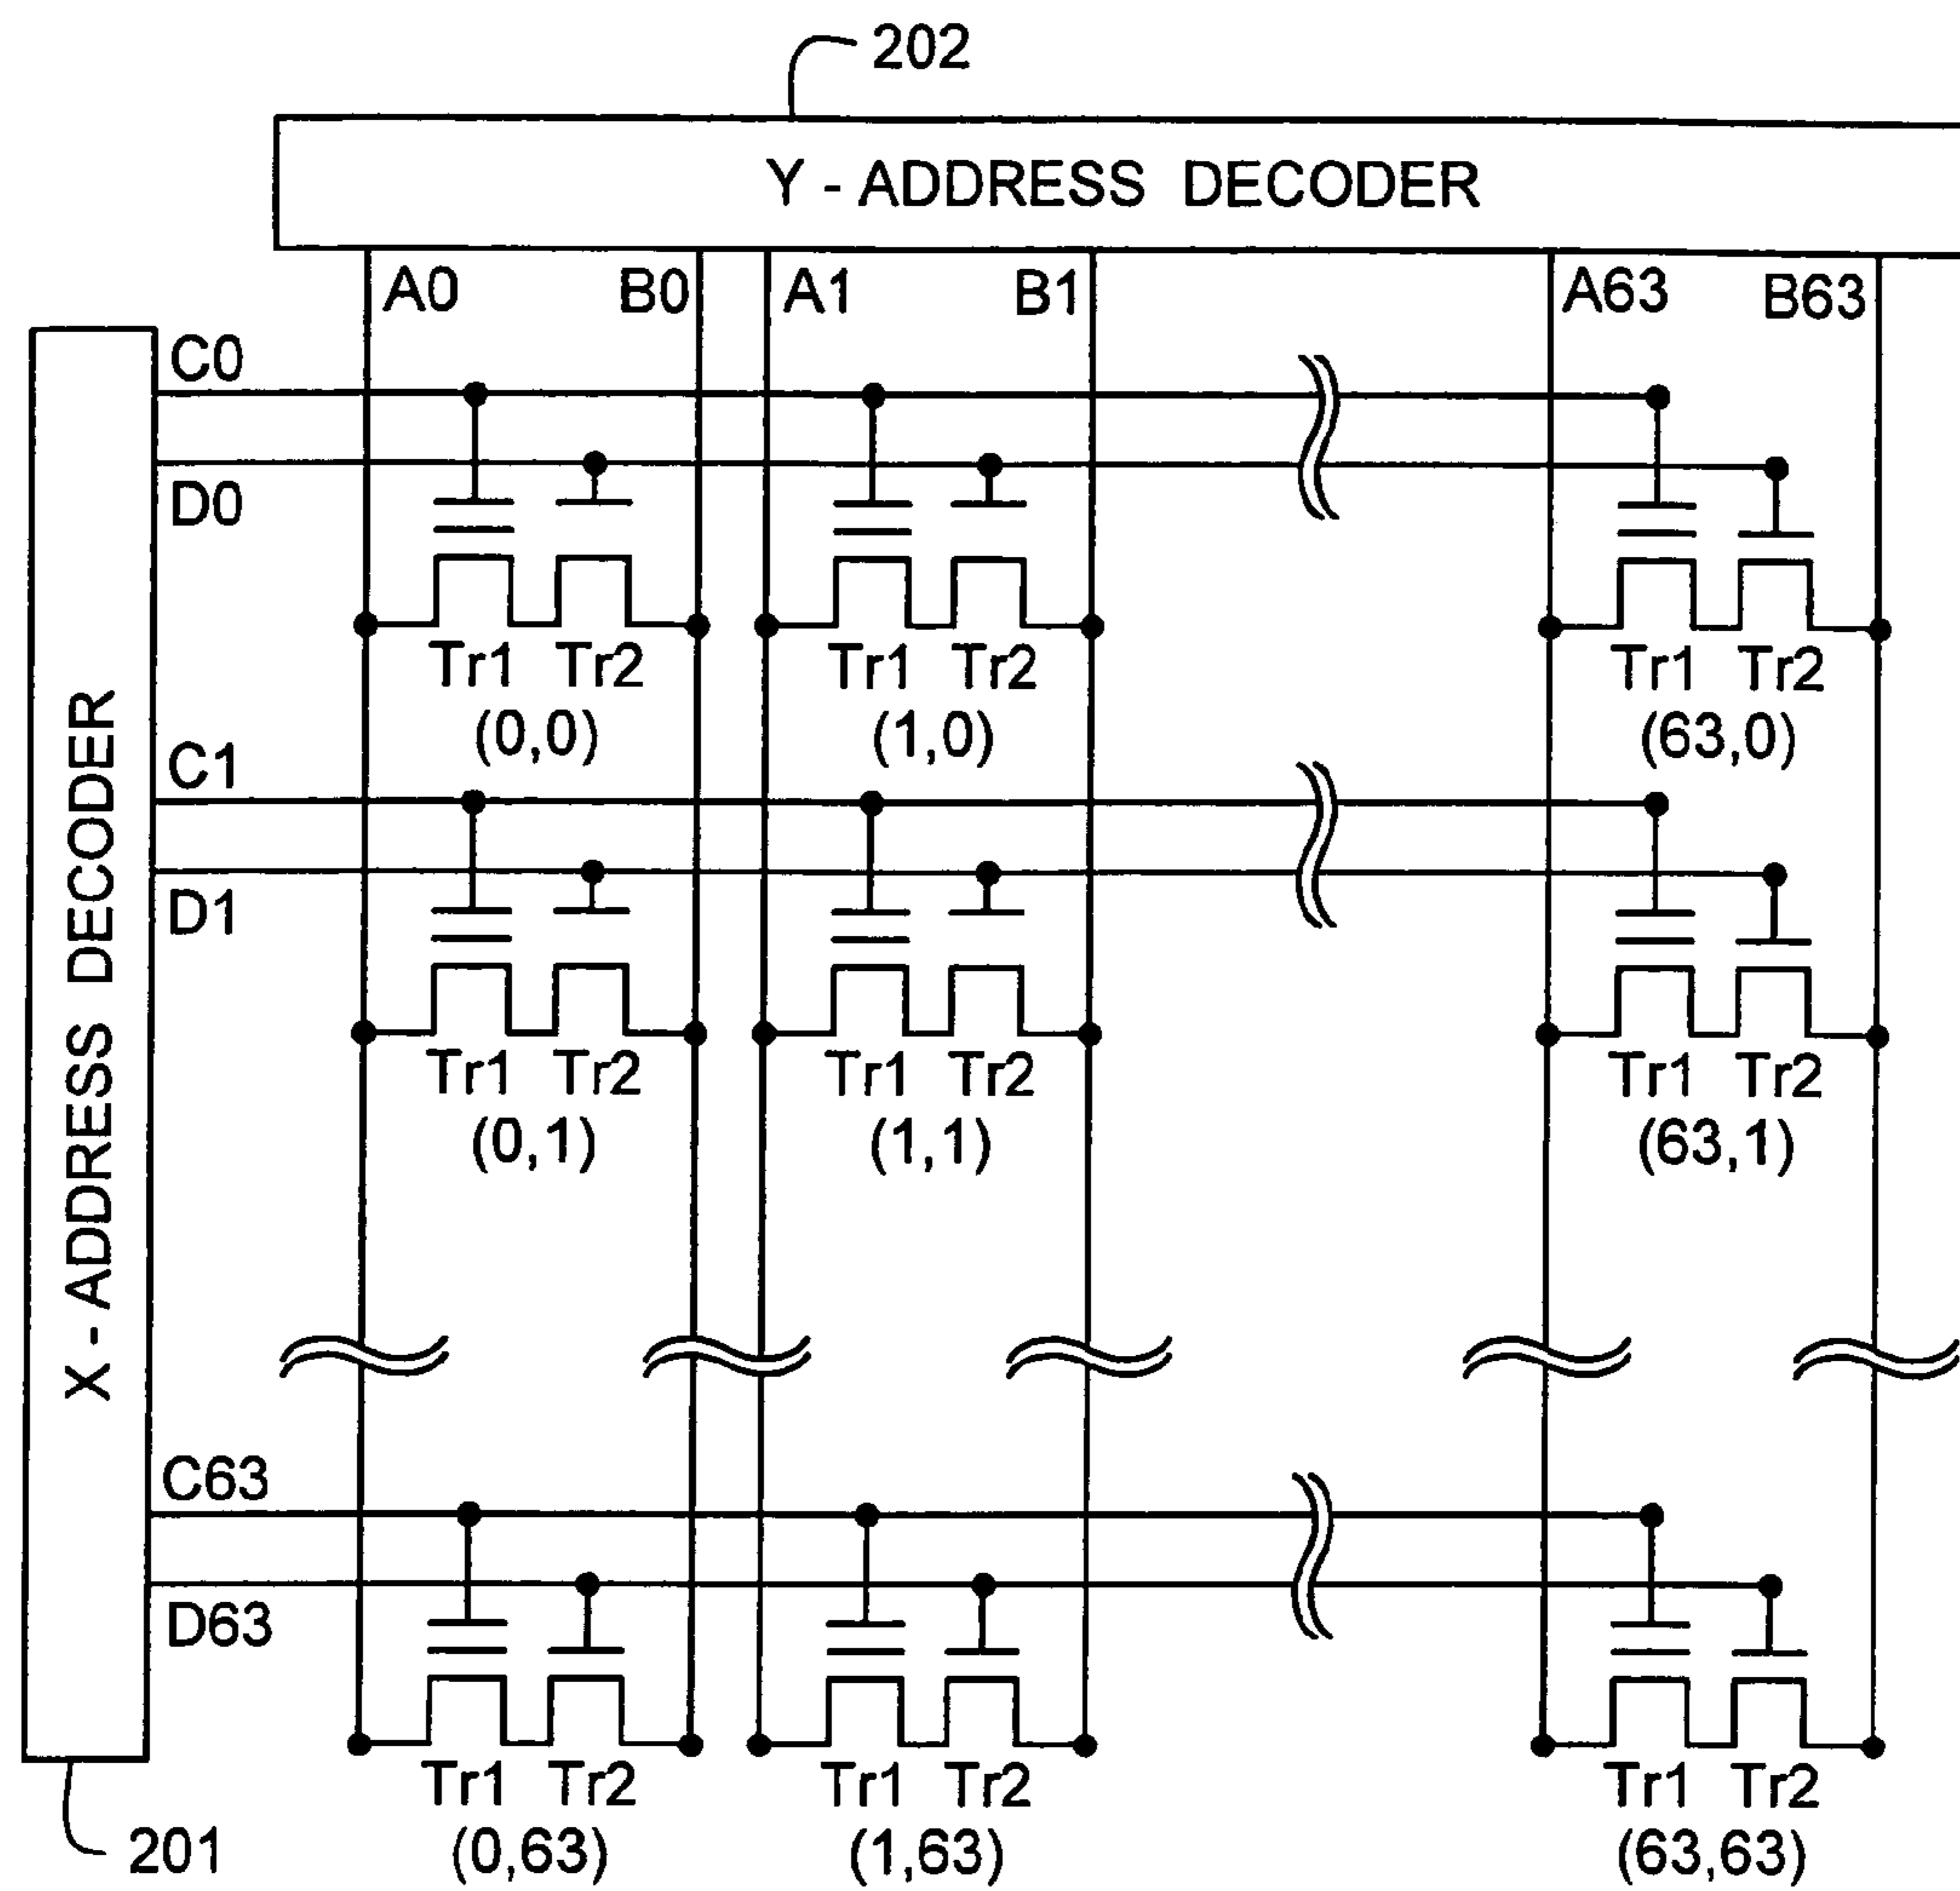 202
Y - ADDRESS DECODER
A0 B0 A1 B1 A63 B63
C0
D0
Tr1 Tr2 Tr1 Tr2 Tr1 Tr2
(0,0) (1,0) (63,0)
X - ADDRESS DECODER
C1
D1
Tr1 Tr2 Tr1 Tr2 Tr1 Tr2
(0,1) (1,1) (63,1)
C63
D63
Tr1 Tr2 Tr1 Tr2 Tr1 Tr2
(0,63) (1,63) (63,63)
201